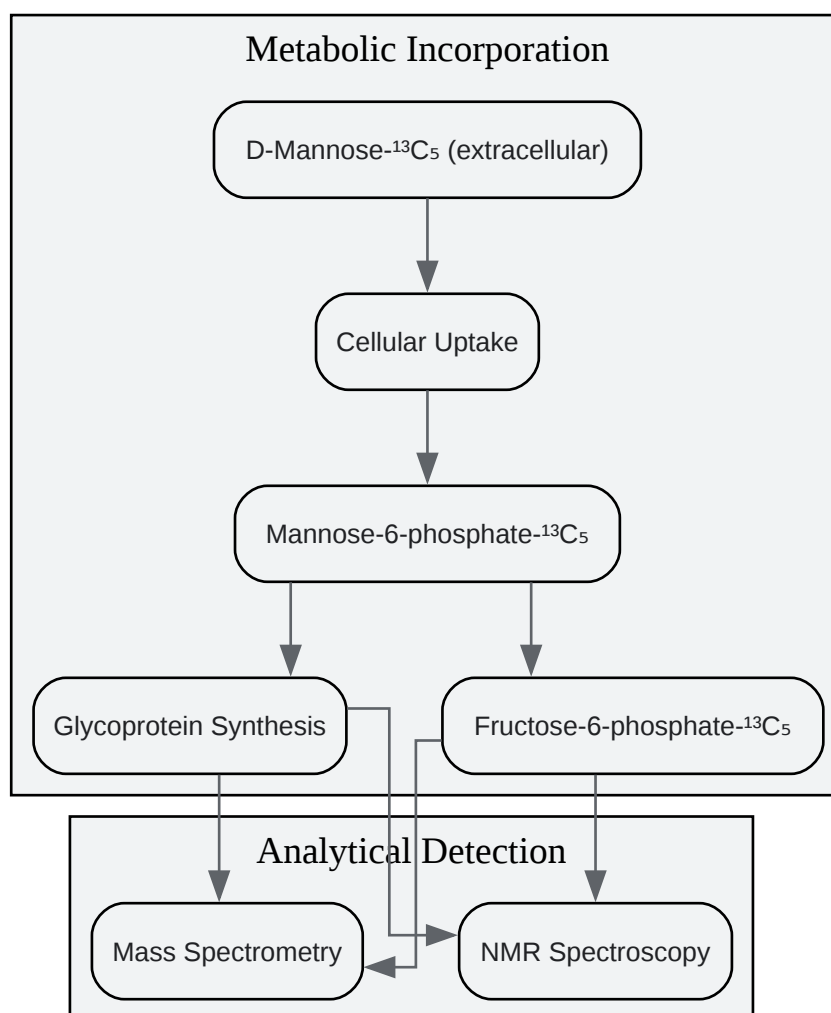 Metabolic Incorporation
D-Mannose-¹³C₅ (extracellular)
Cellular Uptake
Mannose-6-phosphate-¹³C₅
Glycoprotein Synthesis
Fructose-6-phosphate-¹³C₅
Analytical Detection
Mass Spectrometry
NMR Spectroscopy